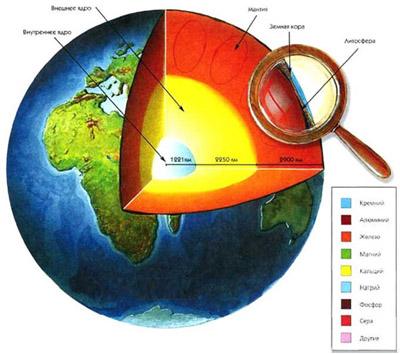 Внешнее ядро
Внутреннее ядро
Мантия
Земная кора
Литосфера
1221 км
2250 км
2900 км
Кремний
Алюминий
Железо
Магний
Кальций
Натрий
Фосфор
Сера
Другие